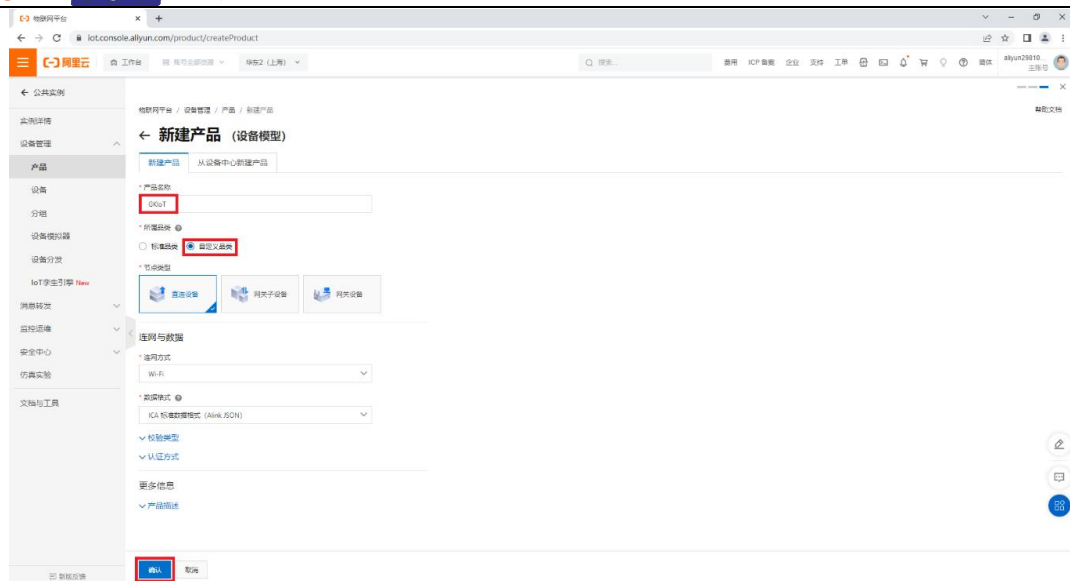 物联网平台
iot.console.aliyun.com/product/createProduct
阿里云 工作台 账号全部资源 华东2（上海） 搜索... 费用 ICP 备案 企业 支持 工单 简体 aliyun29810...
主账号
公共实例
物联网平台 / 设备管理 / 产品 / 新建产品 帮助文档
实例详情
新建产品 （设备模型）
设备管理
新建产品 从设备中心新建产品
产品
* 产品名称
设备
分组
* 所属品类
设备模拟器
标准品类 自定义品类
设备分发
* 节点类型
IoT孪生引擎 New
直连设备 网关子设备 网关设备
消息转发
监控运维
连网与数据
安全中心
* 连网方式
仿真实验
Wi-Fi
* 数据格式
文档与工具
ICA 标准数据格式（Alink JSON）
校验类型
认证方式
更多信息
产品描述
确认 取消